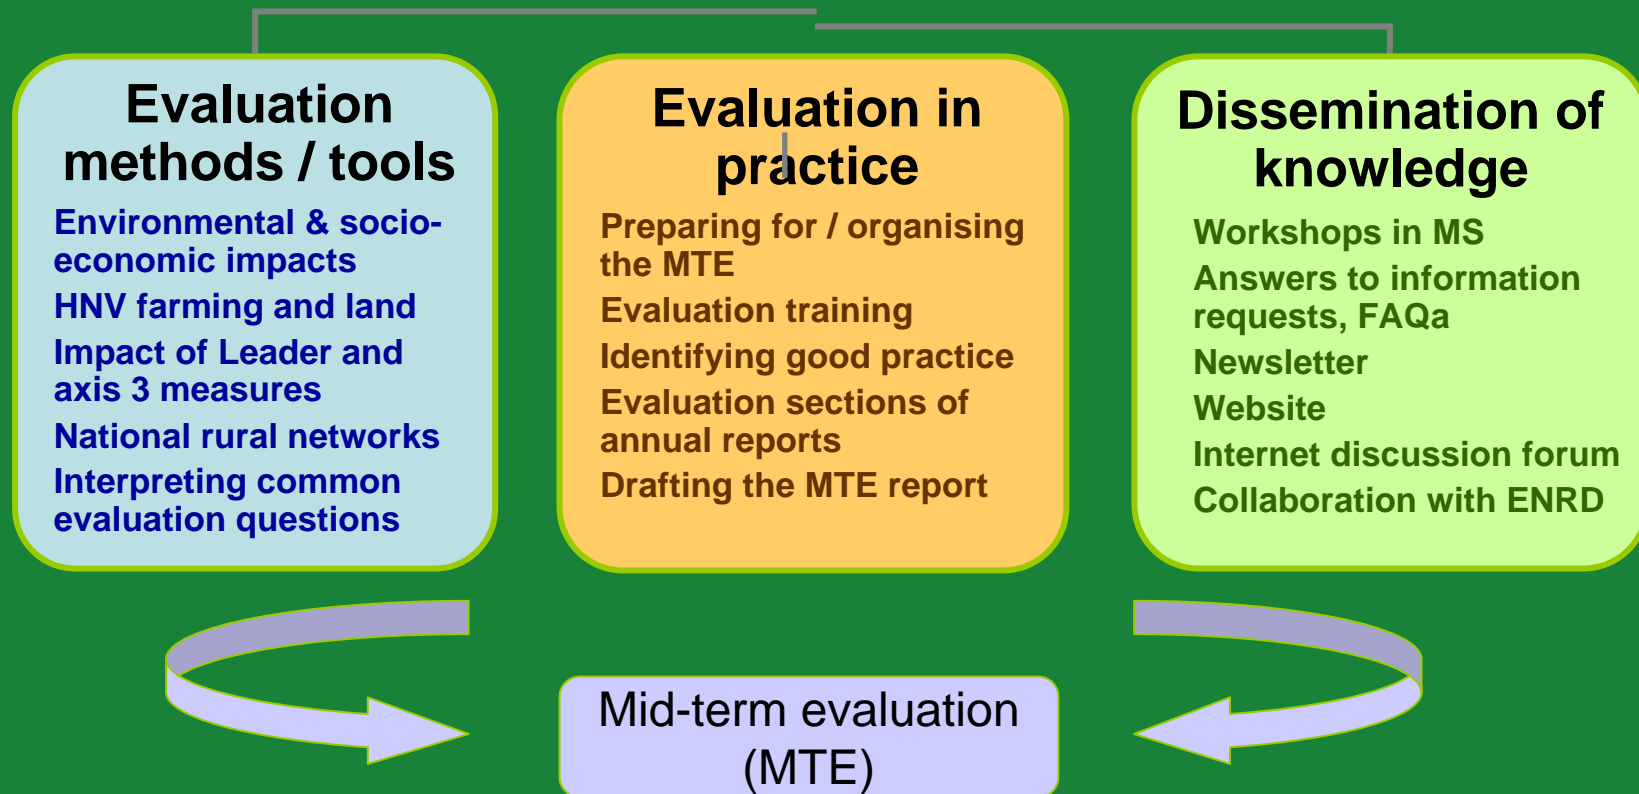 Evaluation
methods / tools
Environmental & socio-
economic impacts
HNV farming and land
Impact of Leader and
axis 3 measures
National rural networks
Interpreting common
evaluation questions
Evaluation in
practice
Preparing for / organising
the MTE
Evaluation training
Identifying good practice
Evaluation sections of
annual reports
Drafting the MTE report
Dissemination of
knowledge
Workshops in MS
Answers to information
requests, FAQa
Newsletter
Website
Internet discussion forum
Collaboration with ENRD
Mid-term evaluation
(MTE)